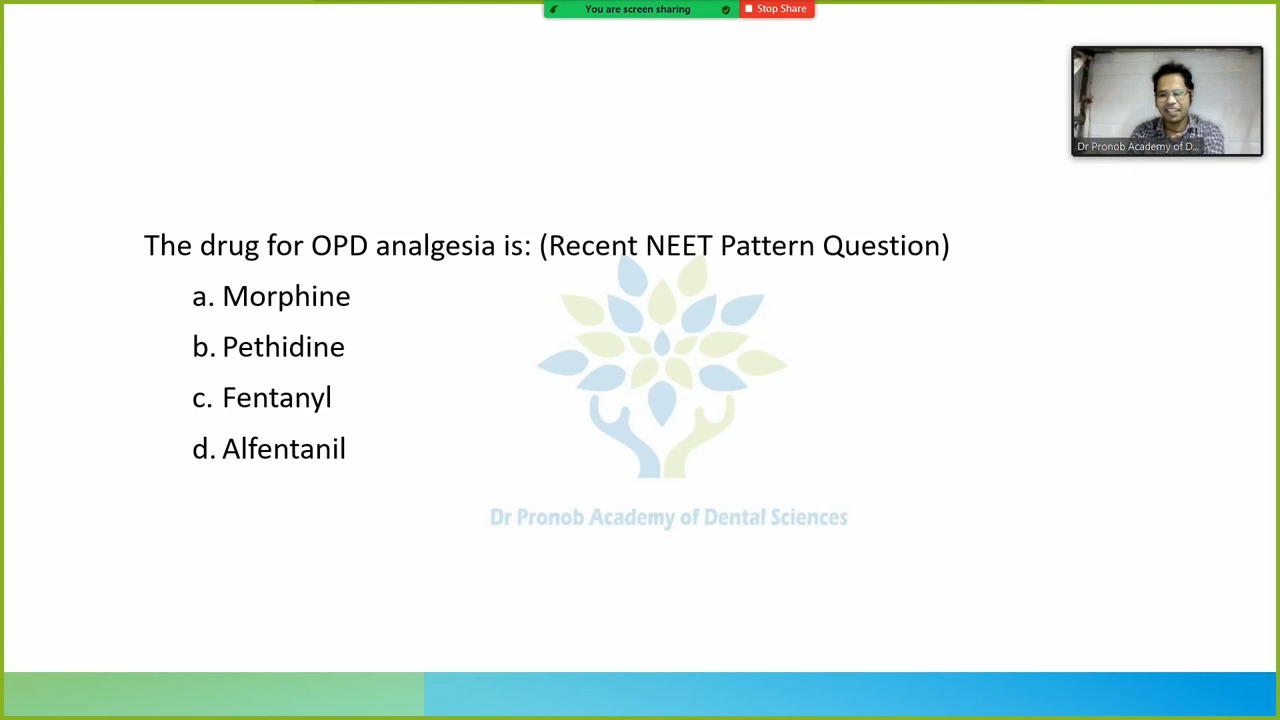 You are screen sharing
Stop Share
Dr Pronob Academy of D...
The drug for OPD analgesia is: (Recent NEET Pattern Question)
a. Morphine
b. Pethidine
c. Fentanyl
d. Alfentanil
Dr Pronob Academy of Dental Sciences